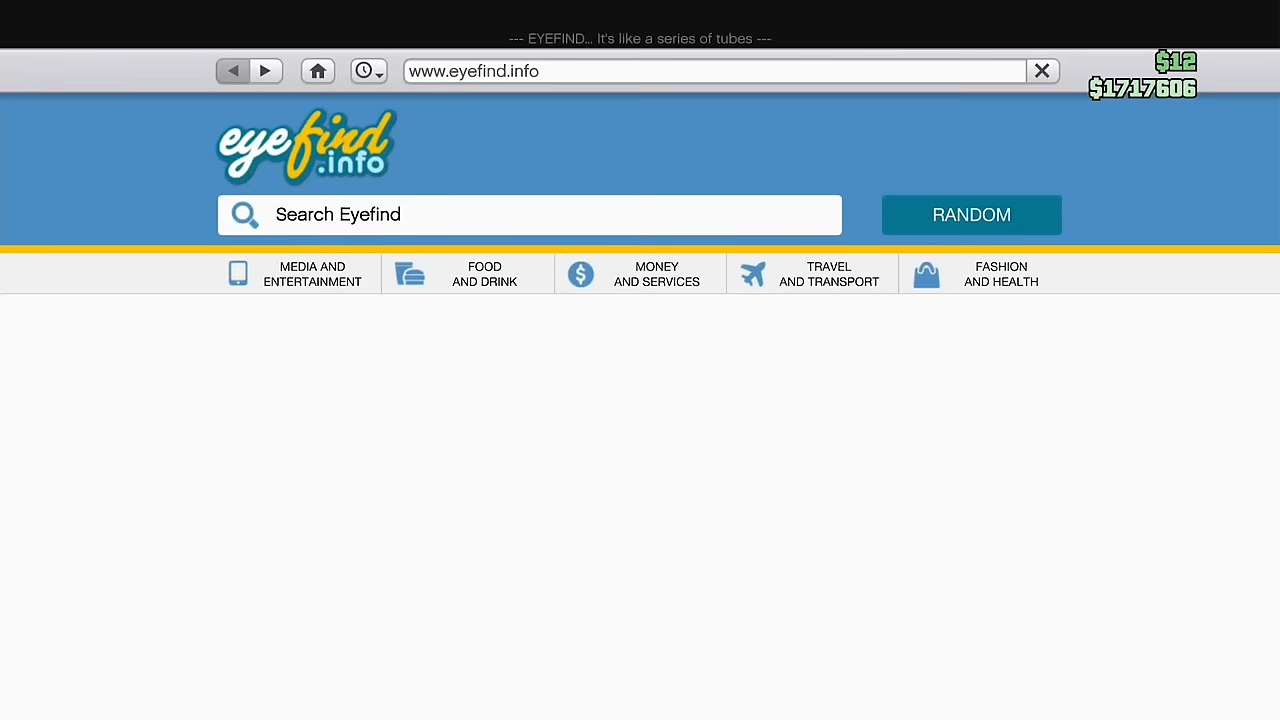 --- EYEFIND... It's like a series of tubes ---
www.eyefind.info
$12
$1717606
eyefind
.info
Search Eyefind
RANDOM
MEDIA AND
ENTERTAINMENT
FOOD
AND DRINK
MONEY
AND SERVICES
TRAVEL
AND TRANSPORT
FASHION
AND HEALTH